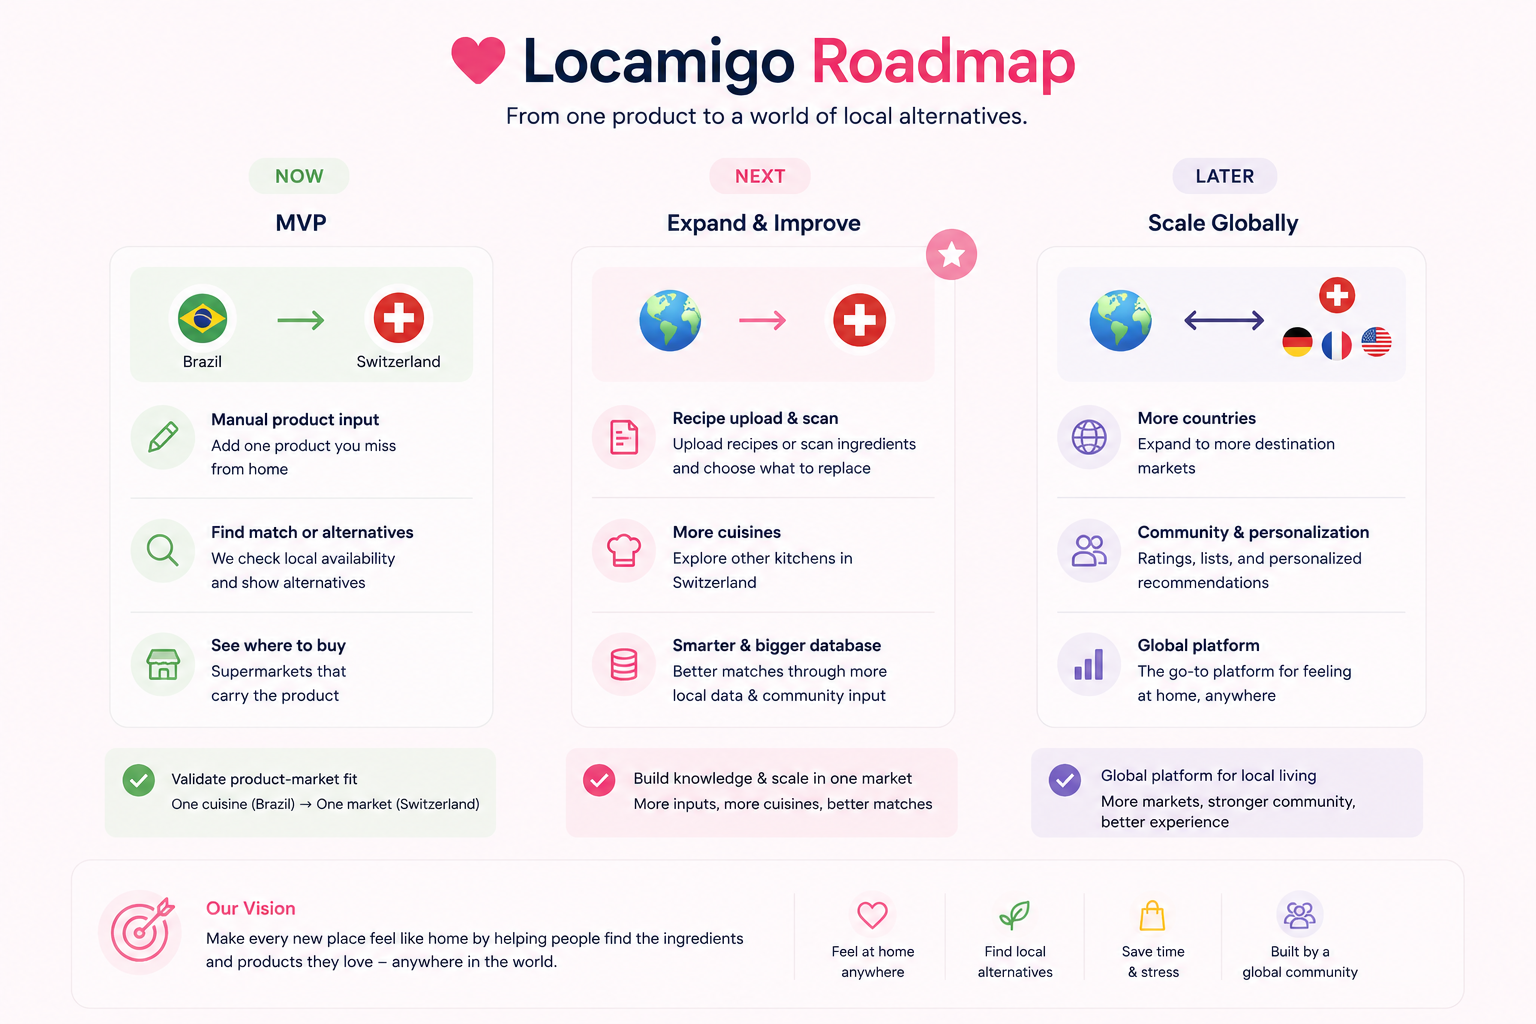 Locamigo Roadmap
From one product to a world of local alternatives.
NOW
MVP
Brazil
Switzerland
Manual product input
Add one product you miss
from home
Find match or alternatives
We check local availability
and show alternatives
See where to buy
Supermarkets that
carry the product
Validate product-market fit
One cuisine (Brazil) → One market (Switzerland)
NEXT
Expand & Improve
Recipe upload & scan
Upload recipes or scan ingredients
and choose what to replace
More cuisines
Explore other kitchens in
Switzerland
Smarter & bigger database
Better matches through more
local data & community input
Build knowledge & scale in one market
More inputs, more cuisines, better matches
LATER
Scale Globally
More countries
Expand to more destination
markets
Community & personalization
Ratings, lists, and personalized
recommendations
Global platform
The go-to platform for feeling
at home, anywhere
Global platform for local living
More markets, stronger community,
better experience
Our Vision
Make every new place feel like home by helping people find the ingredients
and products they love – anywhere in the world.
Feel at home
anywhere
Find local
alternatives
Save time
& stress
Built by a
global community